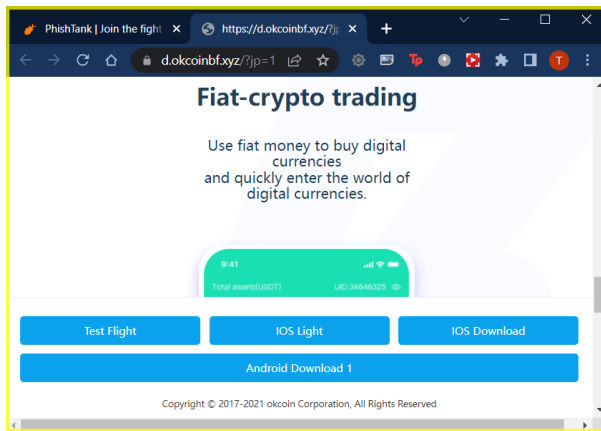 PhishTank | Join the fight
https://d.okcoinbf.xyz/?jp
d.okcoinbf.xyz/?jp=1
Tp
T
Fiat-crypto trading
Use fiat money to buy digital
currencies
and quickly enter the world of
digital currencies.
9:41
Total assets(USDT) UID:34646325
Test Flight
IOS Light
IOS Download
Android Download 1
Copyright © 2017-2021 okcoin Corporation, All Rights Reserved